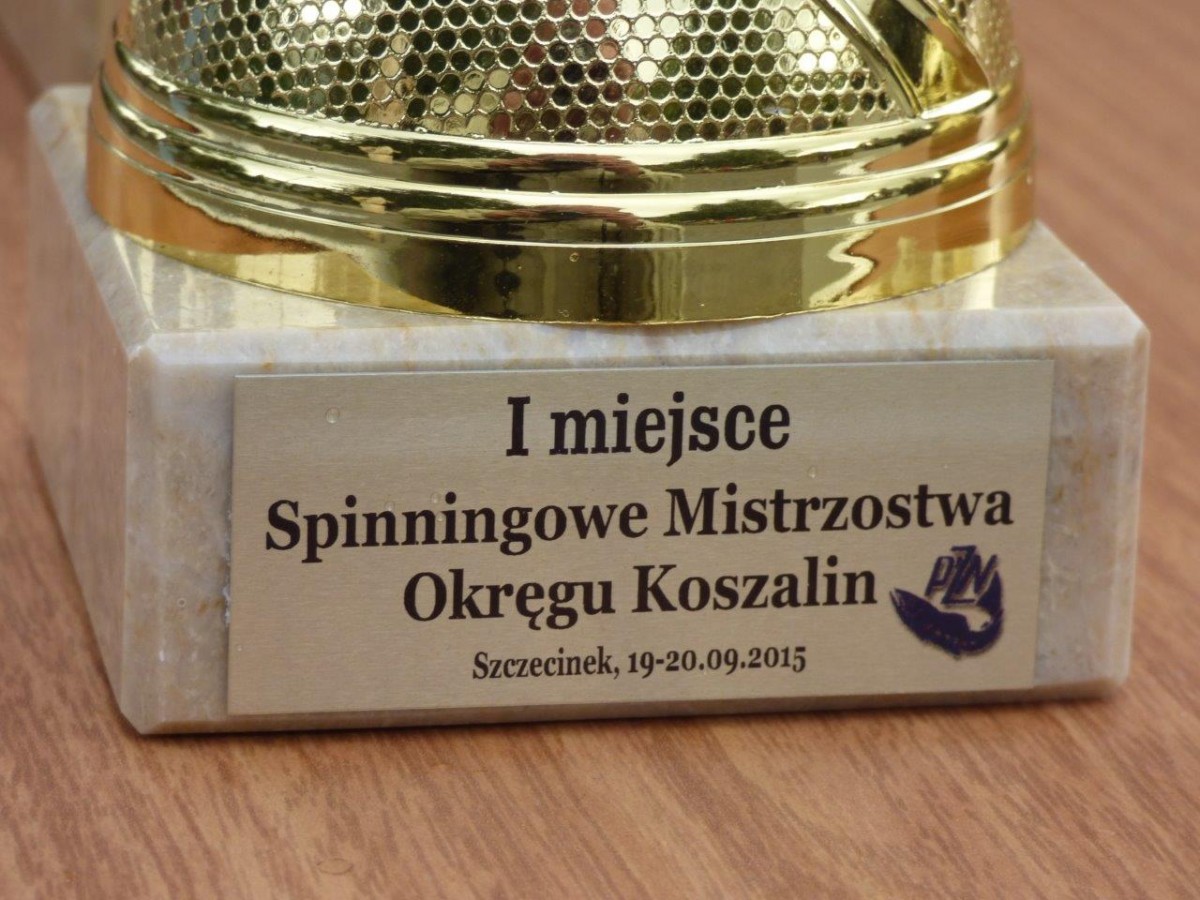 I miejsce
Spinningowe Mistrzostwa
Okręgu Koszalin
PZW
Szczecinek, 19-20.09.2015